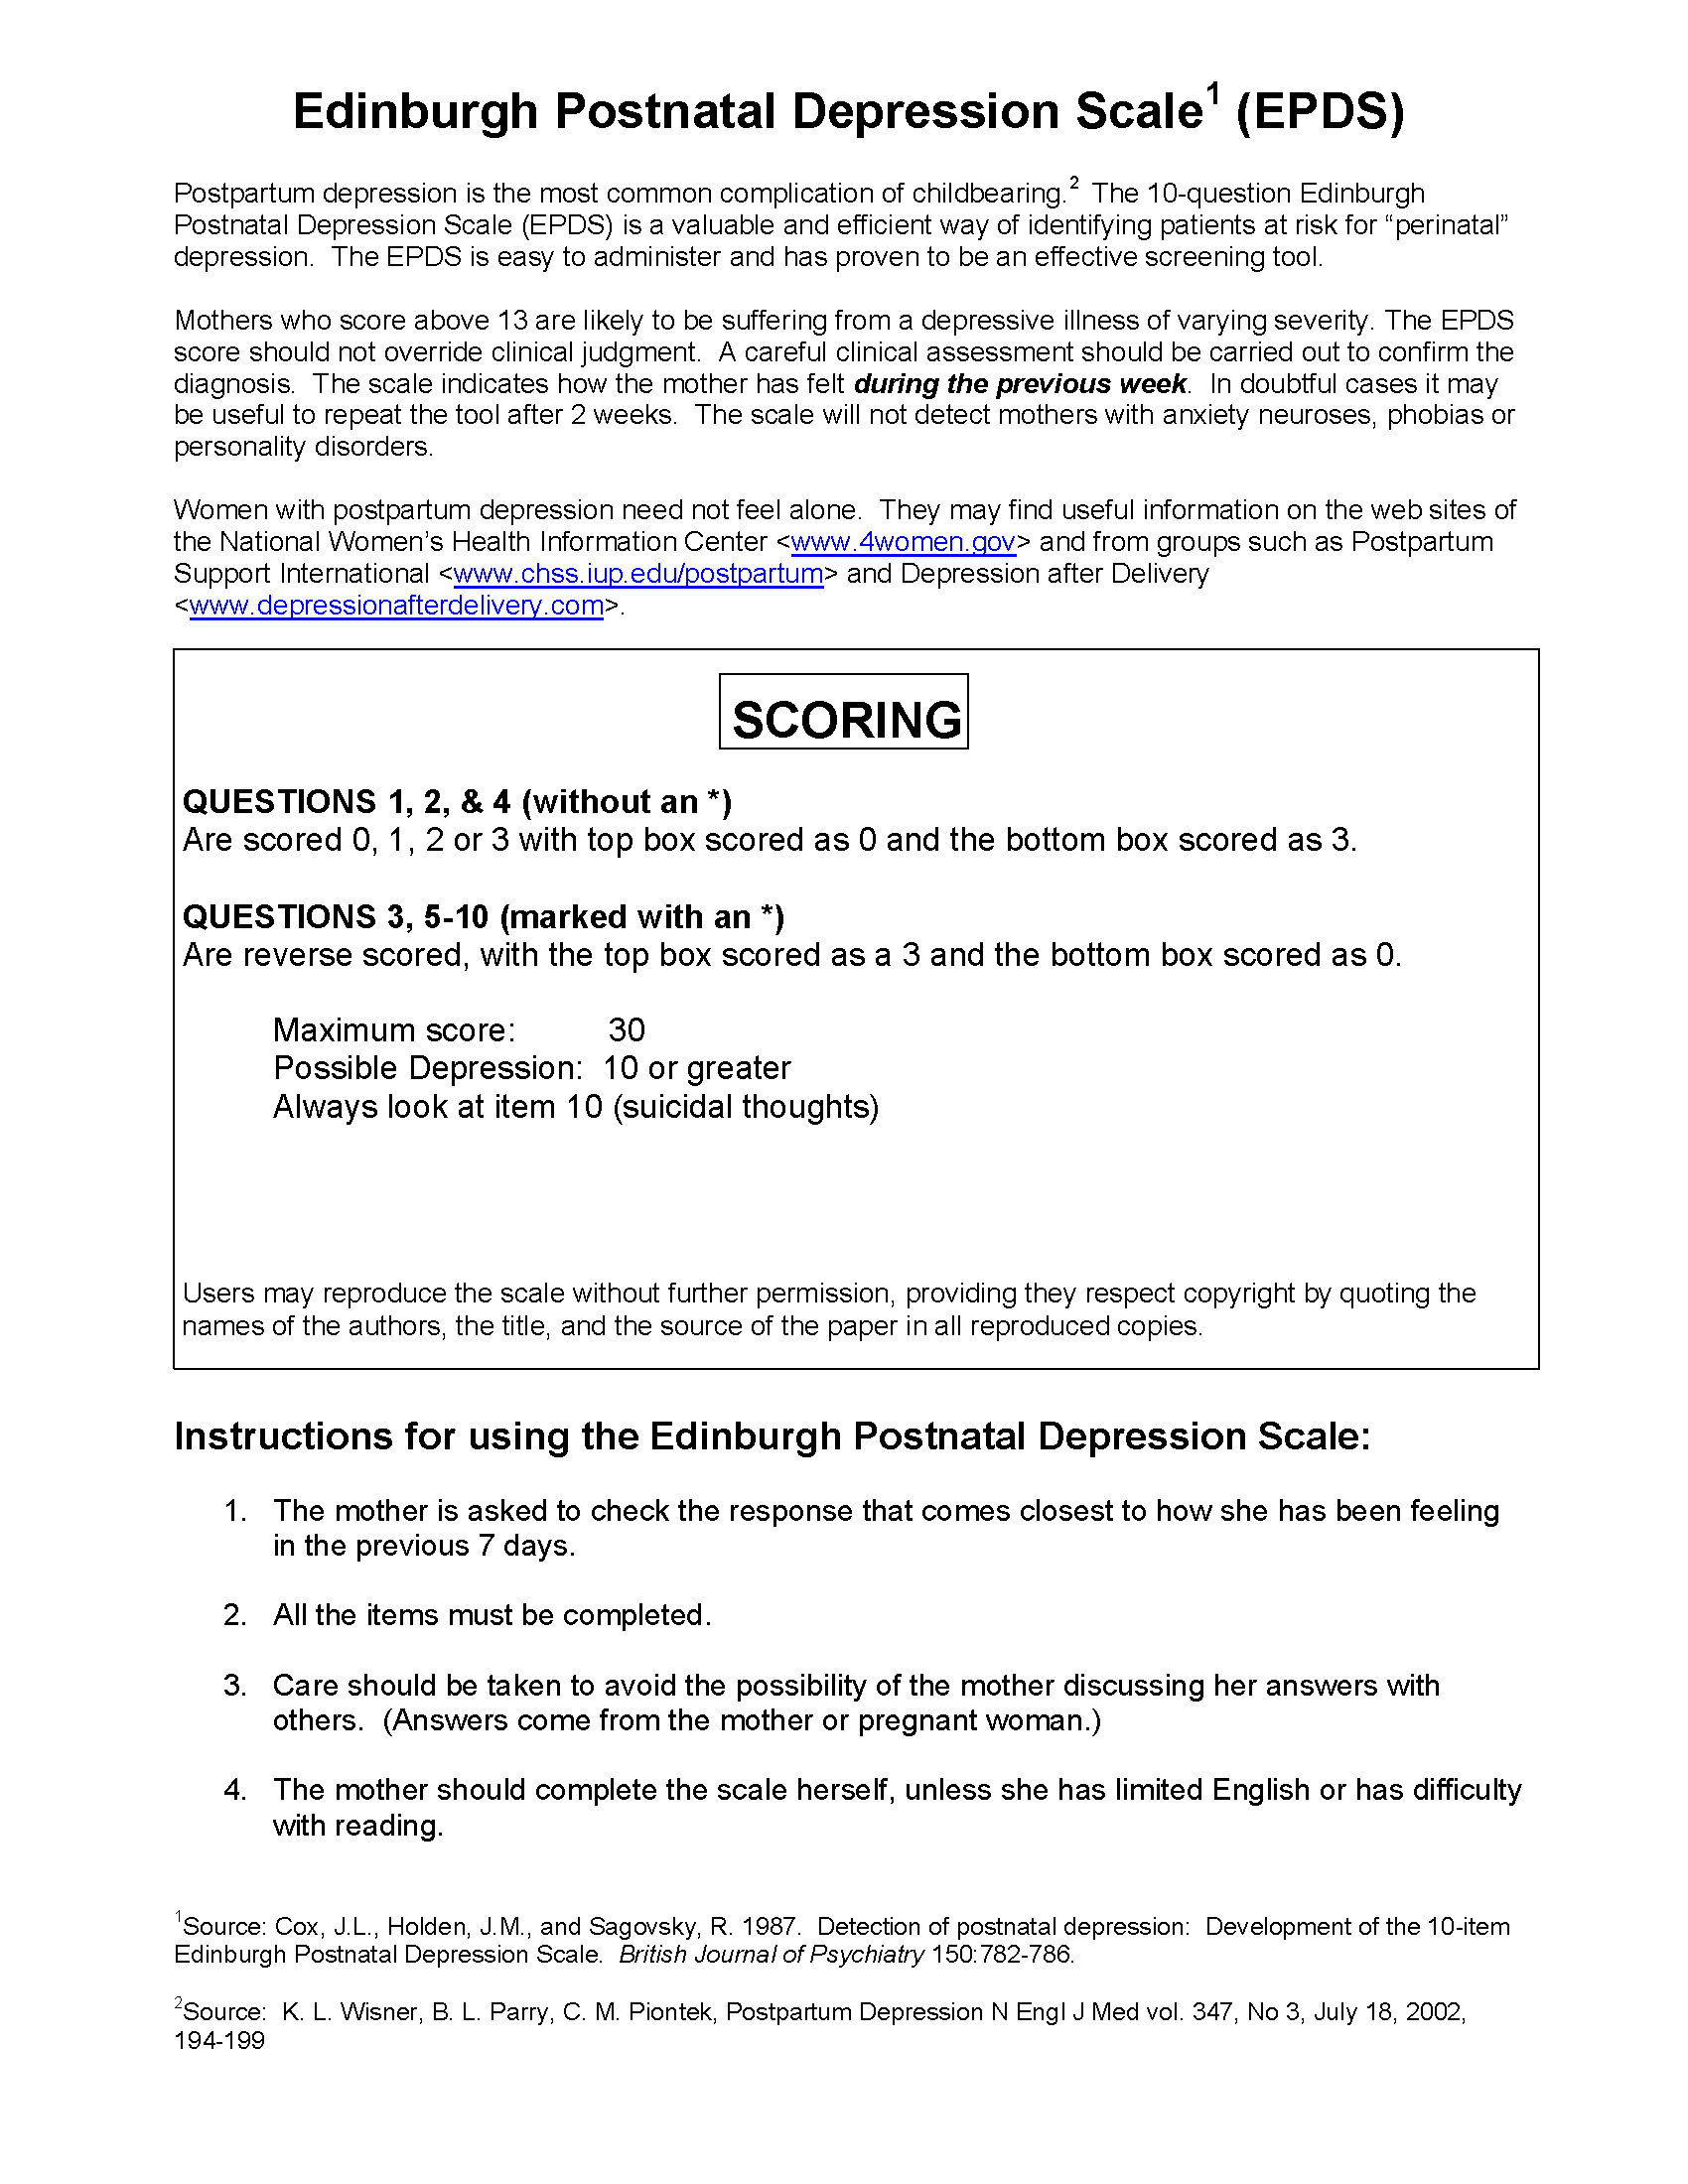 Edinburgh Postnatal Depression Scale¹ (EPDS)
Postpartum depression is the most common complication of childbearing.²  The 10-question Edinburgh
Postnatal Depression Scale (EPDS) is a valuable and efficient way of identifying patients at risk for “perinatal”
depression.  The EPDS is easy to administer and has proven to be an effective screening tool.
Mothers who score above 13 are likely to be suffering from a depressive illness of varying severity. The EPDS
score should not override clinical judgment.  A careful clinical assessment should be carried out to confirm the
diagnosis.  The scale indicates how the mother has felt during the previous week.  In doubtful cases it may
be useful to repeat the tool after 2 weeks.  The scale will not detect mothers with anxiety neuroses, phobias or
personality disorders.
Women with postpartum depression need not feel alone.  They may find useful information on the web sites of
the National Women’s Health Information Center <www.4women.gov> and from groups such as Postpartum
Support International <www.chss.iup.edu/postpartum> and Depression after Delivery
<www.depressionafterdelivery.com>.
SCORING
QUESTIONS 1, 2, & 4 (without an *)
Are scored 0, 1, 2 or 3 with top box scored as 0 and the bottom box scored as 3.
QUESTIONS 3, 5-10 (marked with an *)
Are reverse scored, with the top box scored as a 3 and the bottom box scored as 0.
Maximum score:          30
Possible Depression:  10 or greater
Always look at item 10 (suicidal thoughts)
Users may reproduce the scale without further permission, providing they respect copyright by quoting the
names of the authors, the title, and the source of the paper in all reproduced copies.
Instructions for using the Edinburgh Postnatal Depression Scale:
1.  The mother is asked to check the response that comes closest to how she has been feeling
in the previous 7 days.
2.  All the items must be completed.
3.  Care should be taken to avoid the possibility of the mother discussing her answers with
others.  (Answers come from the mother or pregnant woman.)
4.  The mother should complete the scale herself, unless she has limited English or has difficulty
with reading.
¹Source: Cox, J.L., Holden, J.M., and Sagovsky, R. 1987.  Detection of postnatal depression:  Development of the 10-item
Edinburgh Postnatal Depression Scale.  British Journal of Psychiatry 150:782-786.
²Source:  K. L. Wisner, B. L. Parry, C. M. Piontek, Postpartum Depression N Engl J Med vol. 347, No 3, July 18, 2002,
194-199